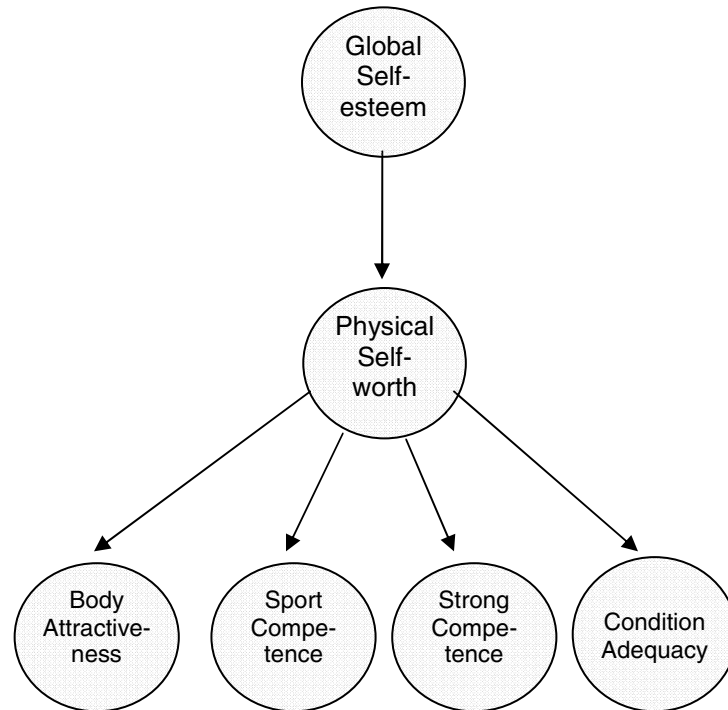 Global
Self-
esteem
Physical
Self-
worth
Body
Attractive-
ness
Sport
Compe-
tence
Strong
Compe-
tence
Condition
Adequacy